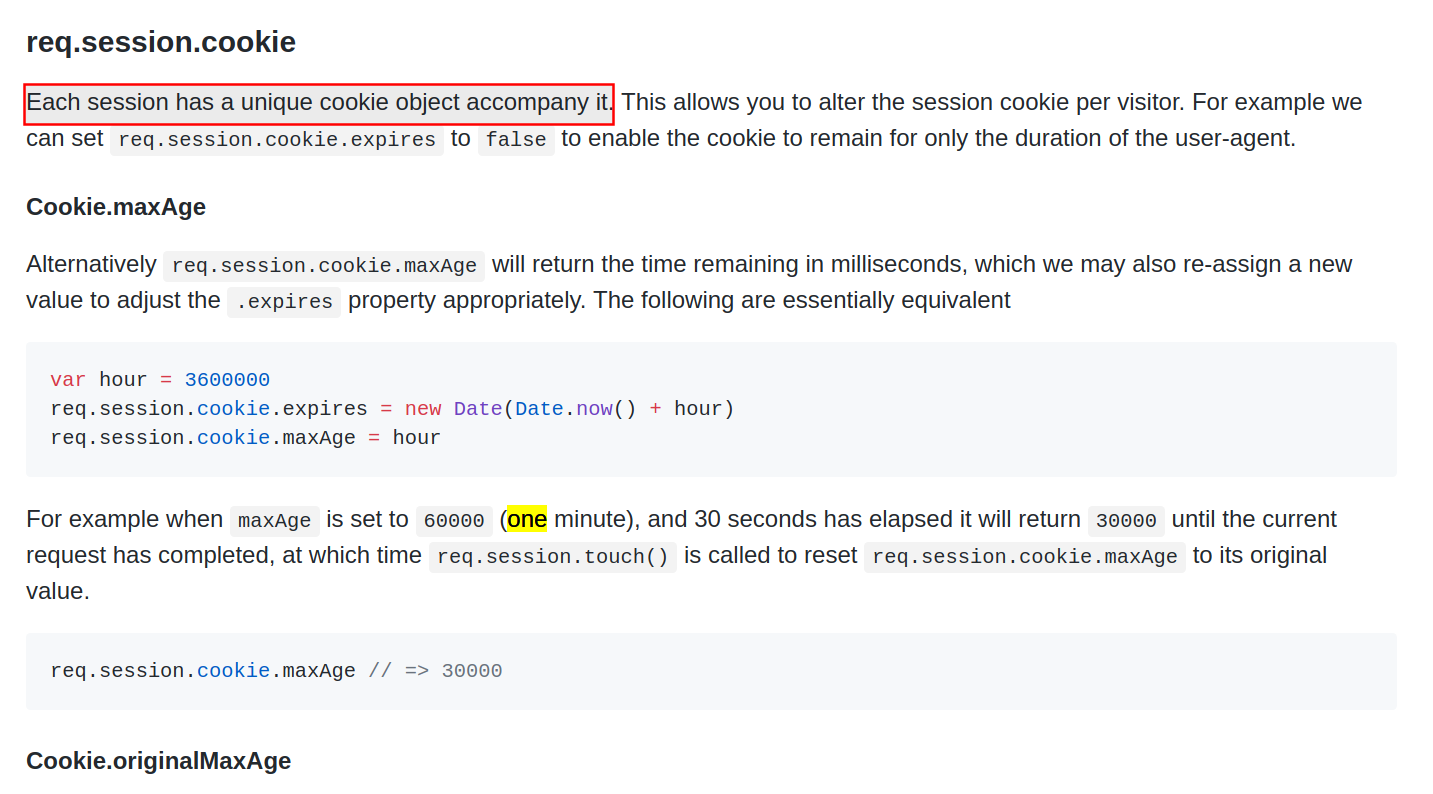 req.session.cookie
Each session has a unique cookie object accompany it. This allows you to alter the session cookie per visitor. For example we
can set req.session.cookie.expires to false to enable the cookie to remain for only the duration of the user-agent.
Cookie.maxAge
Alternatively req.session.cookie.maxAge will return the time remaining in milliseconds, which we may also re-assign a new
value to adjust the .expires property appropriately. The following are essentially equivalent
var hour = 3600000
req.session.cookie.expires = new Date(Date.now() + hour)
req.session.cookie.maxAge = hour
For example when maxAge is set to 60000 (one minute), and 30 seconds has elapsed it will return 30000 until the current
request has completed, at which time req.session.touch() is called to reset req.session.cookie.maxAge to its original
value.
req.session.cookie.maxAge // => 30000
Cookie.originalMaxAge